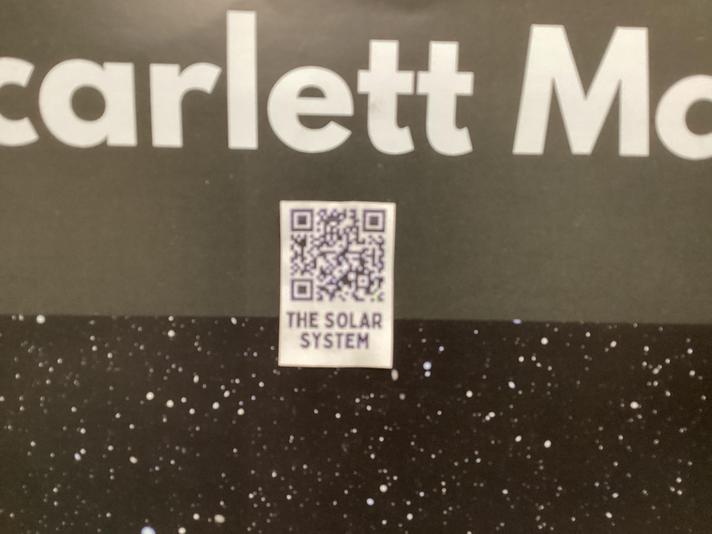 carlett Mc
THE SOLAR
SYSTEM